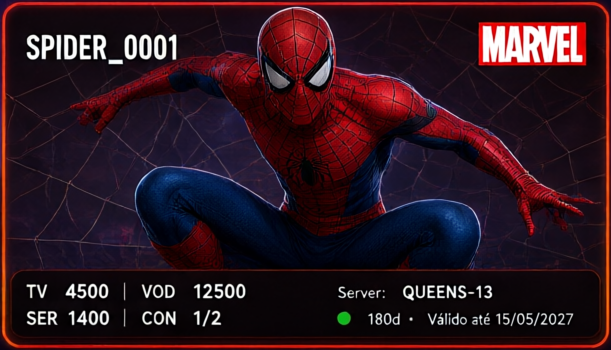 SPIDER_0001
MARVEL
TV 4500 | VOD 12500
SER 1400 | CON 1/2
Server: QUEENS-13
180d • Válido até 15/05/2027